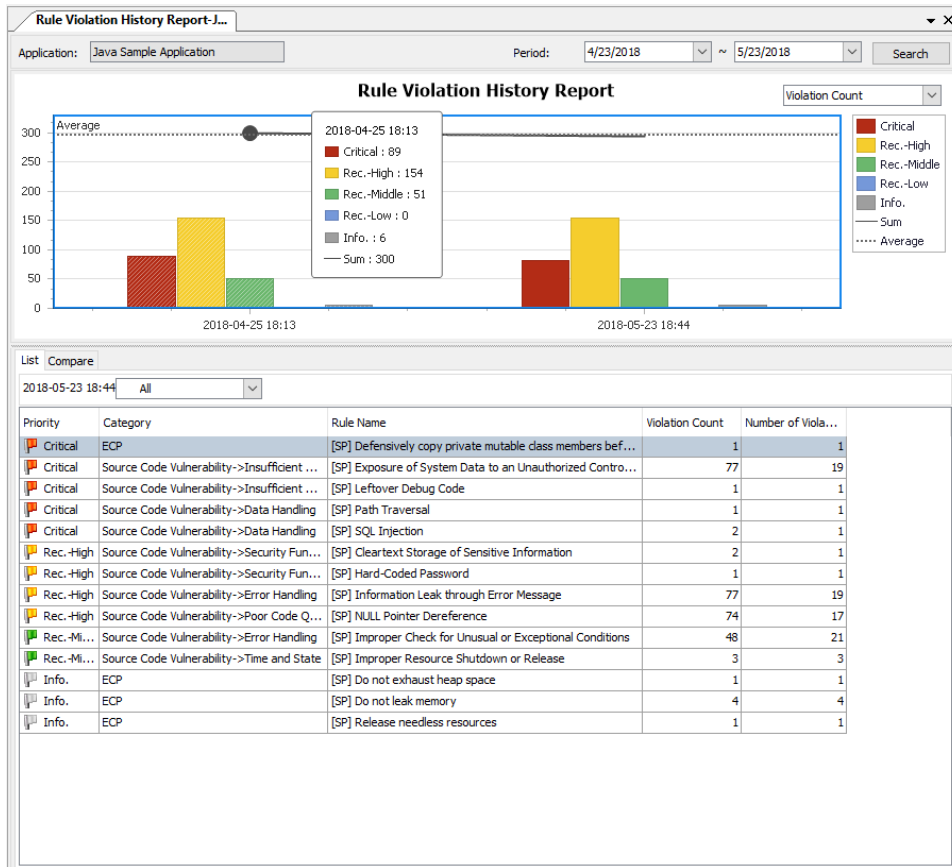 Rule Violation History Report-J...
Application: Java Sample Application Period: 4/23/2018 ~ 5/23/2018 Search
Rule Violation History Report
Violation Count
Average
300
250
200
150
100
50
0
2018-04-25 18:13
Critical : 89
Rec.-High : 154
Rec.-Middle : 51
Rec.-Low : 0
Info. : 6
Sum : 300
Critical
Rec.-High
Rec.-Middle
Rec.-Low
Info.
Sum
Average
2018-04-25 18:13 2018-05-23 18:44
List Compare
2018-05-23 18:44 All
Priority Category Rule Name Violation Count Number of Viola...
Critical ECP [SP] Defensively copy private mutable class members bef... 1 1
Critical Source Code Vulnerability->Insufficient ... [SP] Exposure of System Data to an Unauthorized Contro... 77 19
Critical Source Code Vulnerability->Insufficient ... [SP] Leftover Debug Code 1 1
Critical Source Code Vulnerability->Data Handling [SP] Path Traversal 1 1
Critical Source Code Vulnerability->Data Handling [SP] SQL Injection 2 1
Rec.-High Source Code Vulnerability->Security Fun... [SP] Cleartext Storage of Sensitive Information 2 1
Rec.-High Source Code Vulnerability->Security Fun... [SP] Hard-Coded Password 1 1
Rec.-High Source Code Vulnerability->Error Handling [SP] Information Leak through Error Message 77 19
Rec.-High Source Code Vulnerability->Poor Code Q... [SP] NULL Pointer Dereference 74 17
Rec.-Mi... Source Code Vulnerability->Error Handling [SP] Improper Check for Unusual or Exceptional Conditions 48 21
Rec.-Mi... Source Code Vulnerability->Time and State [SP] Improper Resource Shutdown or Release 3 3
Info. ECP [SP] Do not exhaust heap space 1 1
Info. ECP [SP] Do not leak memory 4 4
Info. ECP [SP] Release needless resources 1 1